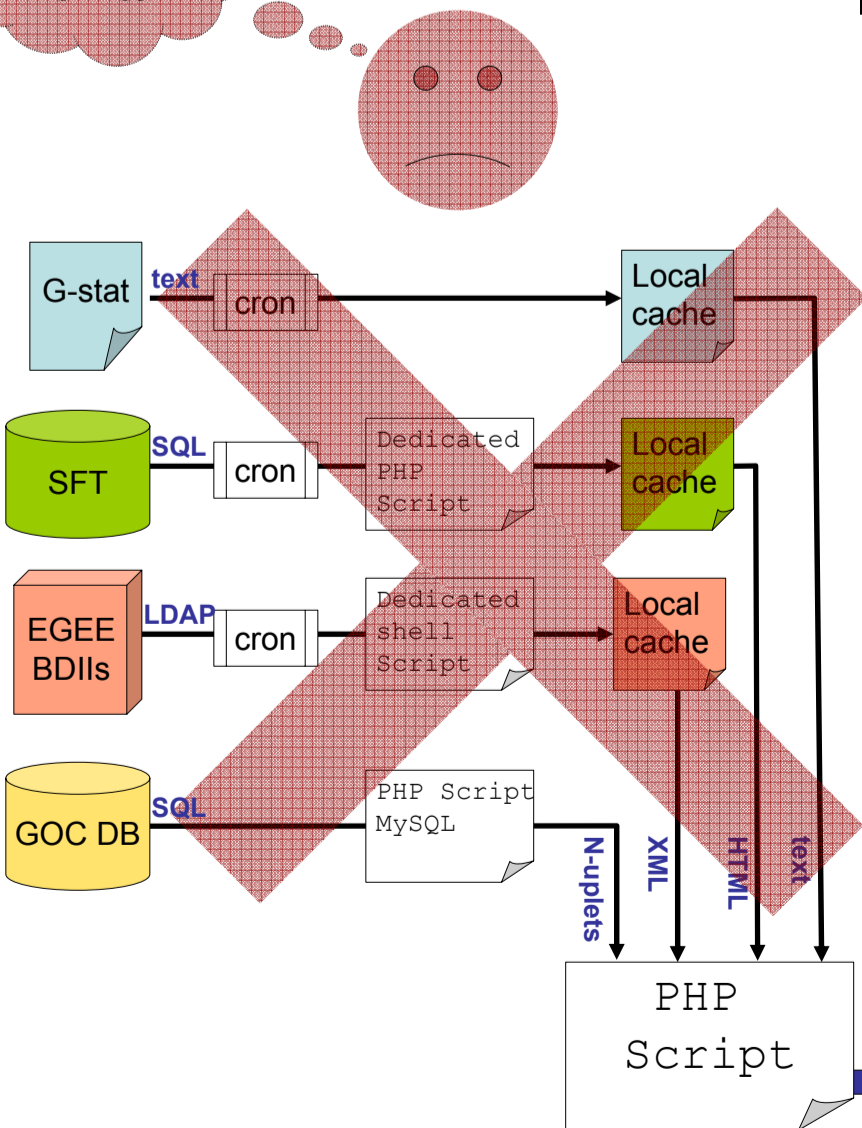 G-stat
text
cron
Local
cache
SFT
SQL
cron
Dedicated
PHP
Script
Local
cache
EGEE
BDIIs
LDAP
cron
Dedicated
shell
Script
Local
cache
GOC DB
SQL
PHP Script
MySQL
N-uplets
XML
HTML
text
PHP
Script